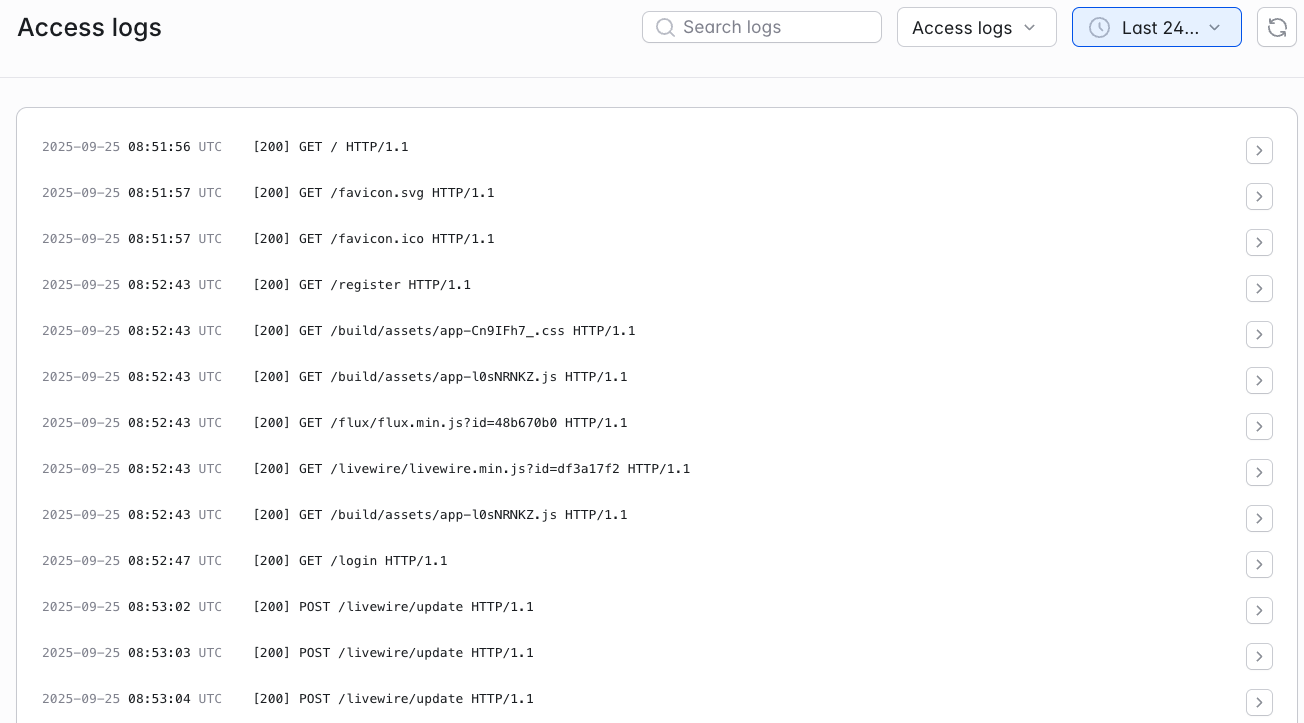 Access logs
Search logs
Access logs
Last 24...
2025-09-25 08:51:56 UTC [200] GET / HTTP/1.1
2025-09-25 08:51:57 UTC [200] GET /favicon.svg HTTP/1.1
2025-09-25 08:51:57 UTC [200] GET /favicon.ico HTTP/1.1
2025-09-25 08:52:43 UTC [200] GET /register HTTP/1.1
2025-09-25 08:52:43 UTC [200] GET /build/assets/app-Cn9IFh7_.css HTTP/1.1
2025-09-25 08:52:43 UTC [200] GET /build/assets/app-l0sNRNKZ.js HTTP/1.1
2025-09-25 08:52:43 UTC [200] GET /flux/flux.min.js?id=48b670b0 HTTP/1.1
2025-09-25 08:52:43 UTC [200] GET /livewire/livewire.min.js?id=df3a17f2 HTTP/1.1
2025-09-25 08:52:43 UTC [200] GET /build/assets/app-l0sNRNKZ.js HTTP/1.1
2025-09-25 08:52:47 UTC [200] GET /login HTTP/1.1
2025-09-25 08:53:02 UTC [200] POST /livewire/update HTTP/1.1
2025-09-25 08:53:03 UTC [200] POST /livewire/update HTTP/1.1
2025-09-25 08:53:04 UTC [200] POST /livewire/update HTTP/1.1